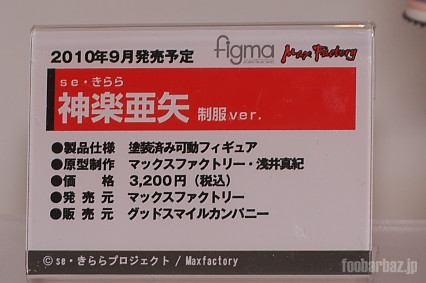 2010年9月発売予定 figma Max Factory
se・きらら
神楽亜矢 制服ver.
●製品仕様 塗装済み可動フィギュア
●原型制作 マックスファクトリー・浅井真紀
●価格 3,200円(税込)
●発売元 マックスファクトリー
●販売元 グッドスマイルカンパニー
©se・きららプロジェクト / Maxfactory
foobarbaz.jp